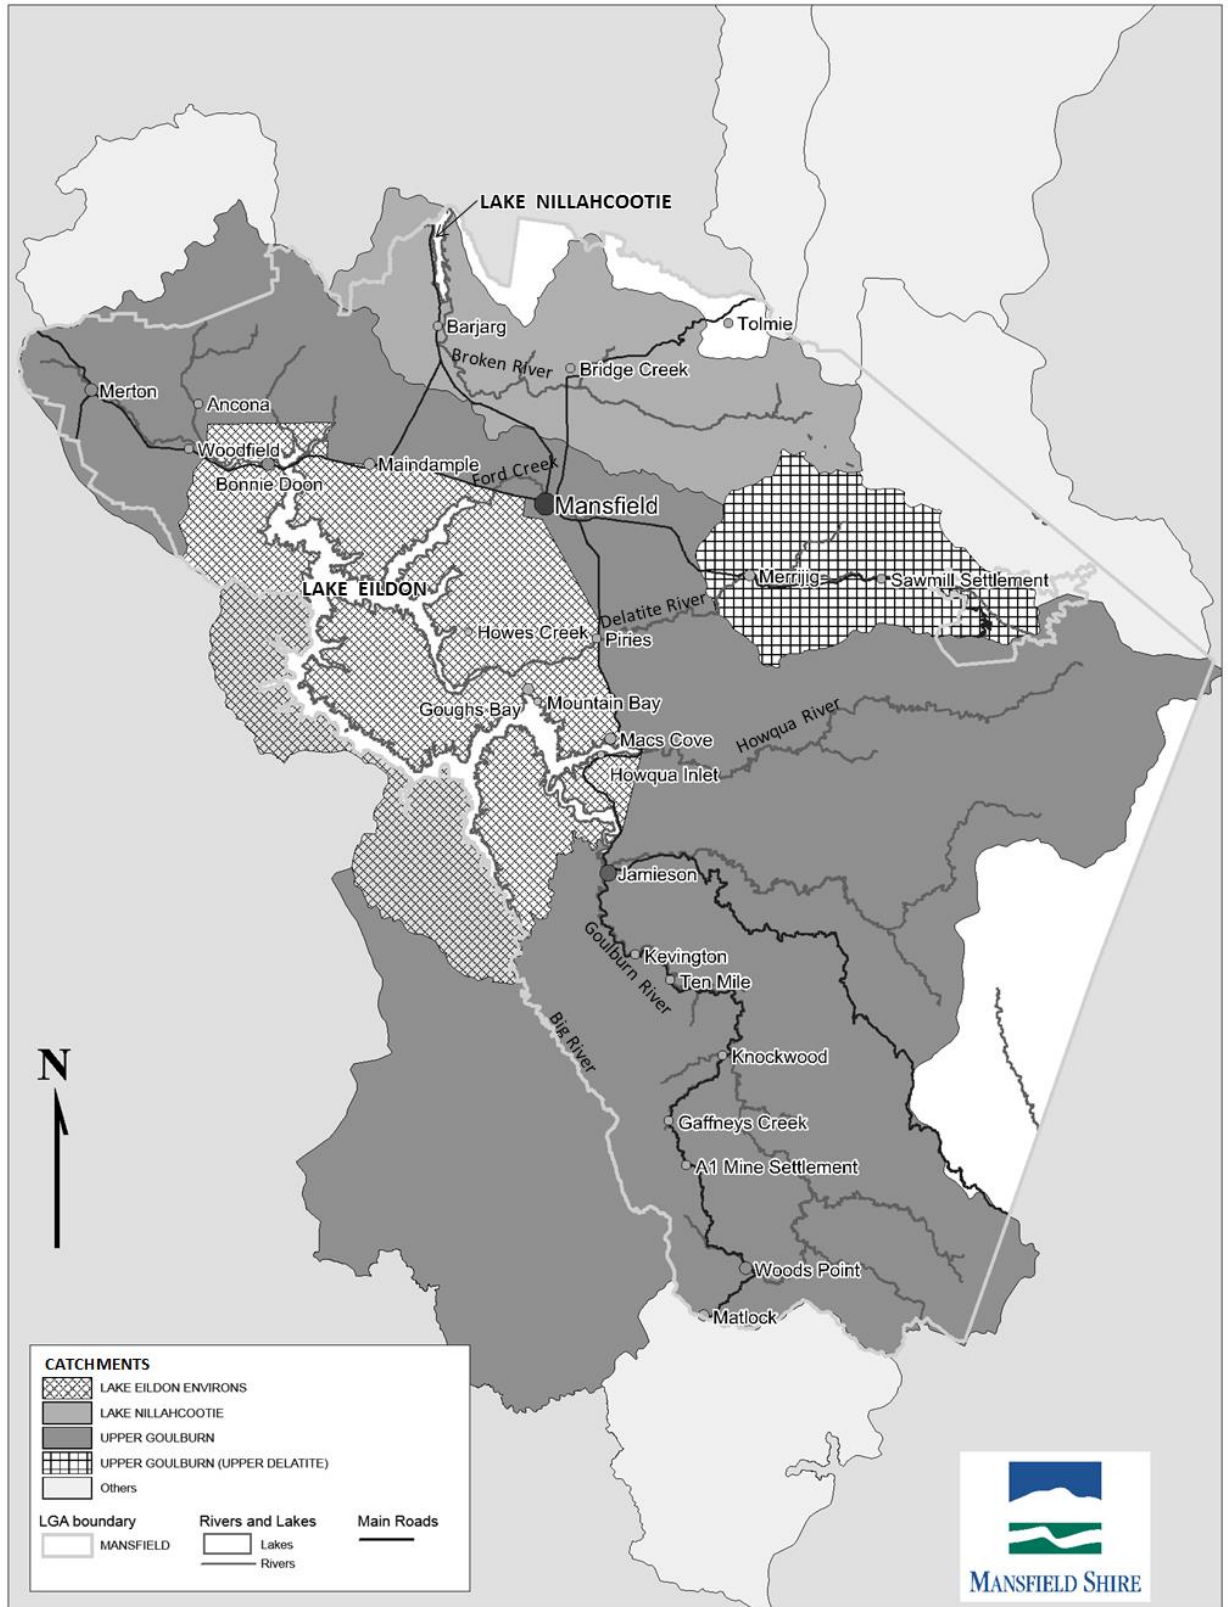 LAKE NILLAHCOOTIE
Barjarg
Tolmie
Broken River
Bridge Creek
Merton
Ancona
Woodfield
Maindample
Bonnie Doon
Ford Creek
Mansfield
LAKE EILDON
Merrijig
Sawmill Settlement
Delatite River
Howes Creek
Piries
Goughs Bay
Mountain Bay
Macs Cove
Howqua River
Howqua Inlet
Jamieson
Goulburn River
Kevington
Ten Mile
Big River
N
Knockwood
Gaffneys Creek
A1 Mine Settlement
Woods Point
Matlock
CATCHMENTS
LAKE EILDON ENVIRONS
LAKE NILLAHCOOTIE
UPPER GOULBURN
UPPER GOULBURN (UPPER DELATITE)
Others
LGA boundary
MANSFIELD
Rivers and Lakes
Lakes
Rivers
Main Roads
MANSFIELD SHIRE